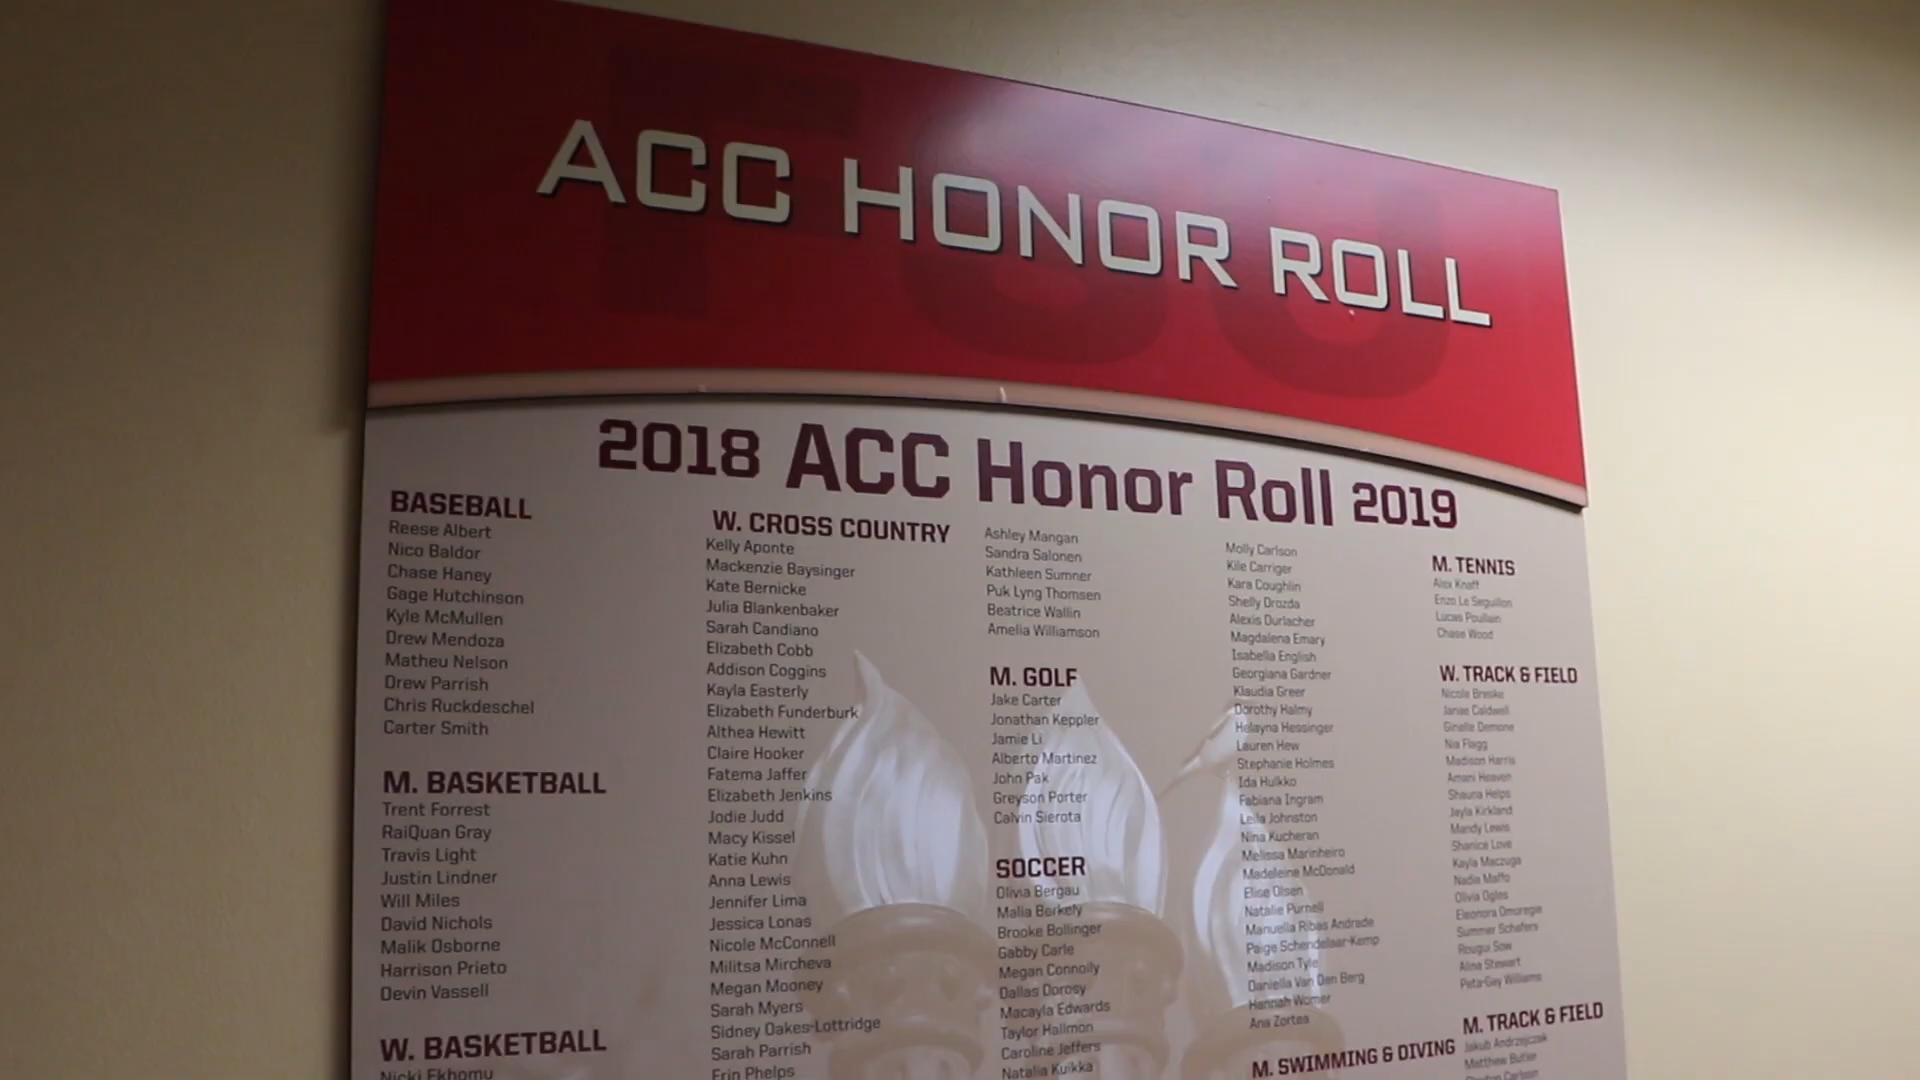 FSU
ACC HONOR ROLL
2018 ACC Honor Roll 2019
BASEBALL
Reese Albert
Nico Baldor
Chase Haney
Gage Hutchinson
Kyle McMullen
Drew Mendoza
Matheu Nelson
Drew Parrish
Chris Ruckdeschel
Carter Smith
M. BASKETBALL
Trent Forrest
RaiQuan Gray
Travis Light
Justin Lindner
Will Miles
David Nichols
Malik Osborne
Harrison Prieto
Devin Vassell
W. BASKETBALL
Nicki Ekhomu
W. CROSS COUNTRY
Kelly Aponte
Mackenzie Baysinger
Kate Bernicke
Julia Blankenbaker
Sarah Candiano
Elizabeth Cobb
Addison Coggins
Kayla Easterly
Elizabeth Funderburk
Althea Hewitt
Claire Hooker
Fatema Jaffer
Elizabeth Jenkins
Jodie Judd
Macy Kissel
Katie Kuhn
Anna Lewis
Jennifer Lima
Jessica Lonas
Nicole McConnell
Militsa Mircheva
Megan Mooney
Sarah Myers
Sidney Oakes-Lottridge
Sarah Parrish
Erin Phelps
Ashley Mangan
Sandra Salonen
Kathleen Sumner
Puk Lyng Thomsen
Beatrice Wallin
Amelia Williamson
M. GOLF
Jake Carter
Jonathan Keppler
Jamie Li
Alberto Martinez
John Pak
Greyson Porter
Calvin Sierota
SOCCER
Olivia Bergau
Malia Berkely
Brooke Bollinger
Gabby Carle
Megan Connolly
Dallas Dorosy
Macayla Edwards
Taylor Hallmon
Caroline Jeffers
Natalia Kuikka
Molly Carlson
Kile Carriger
Kara Coughlin
Shelly Drozda
Alexis Durlacher
Magdalena Emary
Isabella English
Georgiana Gardner
Klaudia Greer
Dorothy Halmy
Helayna Hessinger
Lauren Hew
Stephanie Holmes
Ida Hulkko
Fabiana Ingram
Leila Johnston
Nina Kucheran
Melissa Marinheiro
Madeleine McDonald
Elise Olsen
Natalie Purnell
Manuella Ribas Andrade
Paige Schendelaar-Kemp
Madison Tyle
Daniella Van Den Berg
Hannah Womer
Ana Zortea
M. SWIMMING & DIVING
M. TENNIS
Alex Knaff
Enzo Le Seguillon
Lucas Poullain
Chase Wood
W. TRACK & FIELD
Nicole Breske
Janae Caldwell
Ginelle Demone
Nia Flagg
Madison Harris
Amani Heaven
Shauna Helps
Jayla Kirkland
Mandy Lewis
Shanice Love
Kayla Maczuga
Nadia Maffo
Olivia Ogles
Eleonora Omoregie
Summer Schafers
Rougui Sow
Alina Stewart
Peta-Gay Williams
M. TRACK & FIELD
Jakub Andrzejczak
Matthew Butler
Clayton Carlson